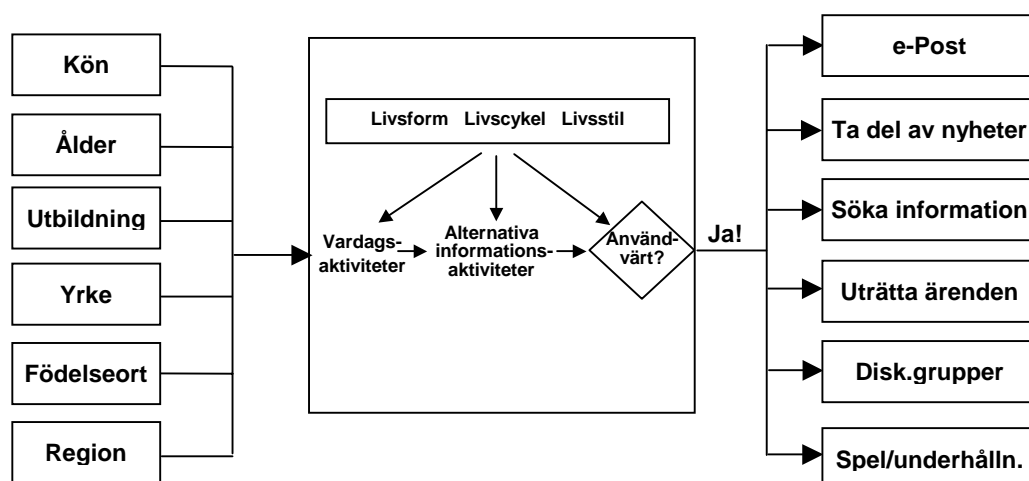 Kön
Ålder
Utbildning
Yrke
Födelseort
Region
Livsform Livscykel Livsstil
Vardags-
aktiviteter
Alternativa
informations-
aktiviteter
Använd-
värt?
Ja!
e-Post
Ta del av nyheter
Söka information
Uträtta ärenden
Disk.grupper
Spel/underhålln.